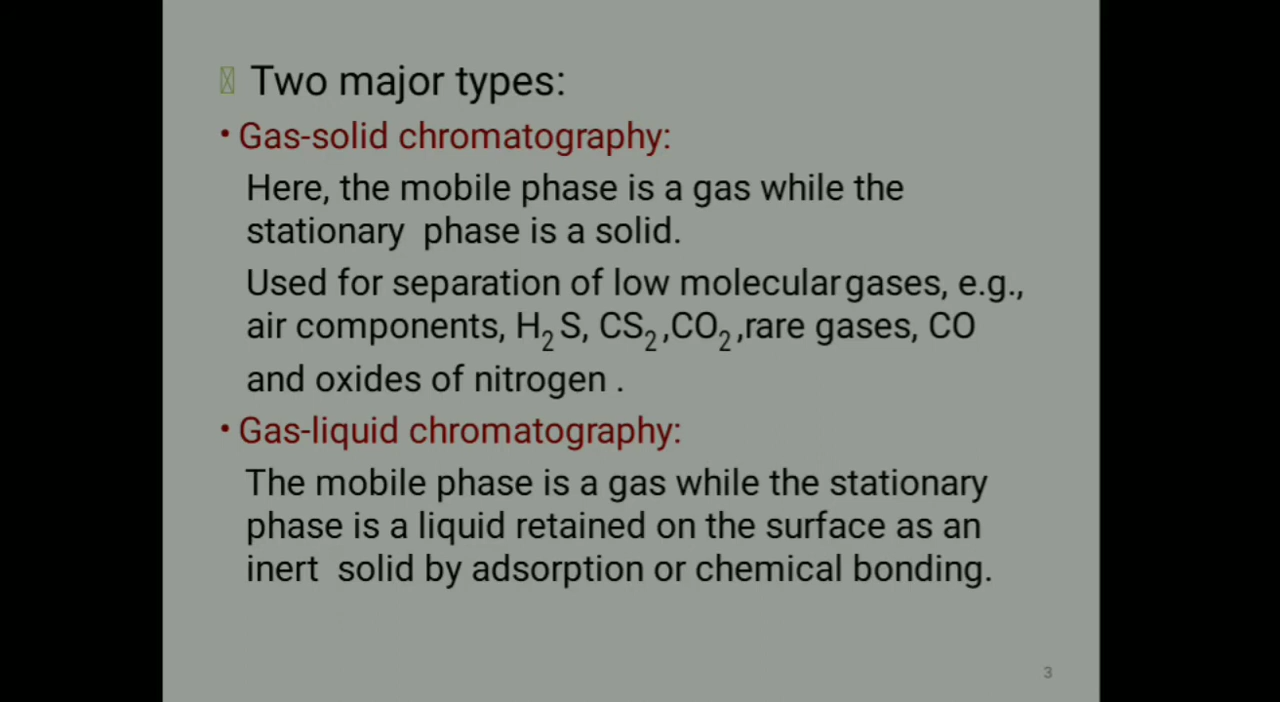 Two major types:
• Gas-solid chromatography:
Here, the mobile phase is a gas while the
stationary phase is a solid.
Used for separation of low molecular gases, e.g.,
air components, H₂ S, CS₂ ,CO₂ ,rare gases, CO
and oxides of nitrogen .
• Gas-liquid chromatography:
The mobile phase is a gas while the stationary
phase is a liquid retained on the surface as an
inert solid by adsorption or chemical bonding.
3